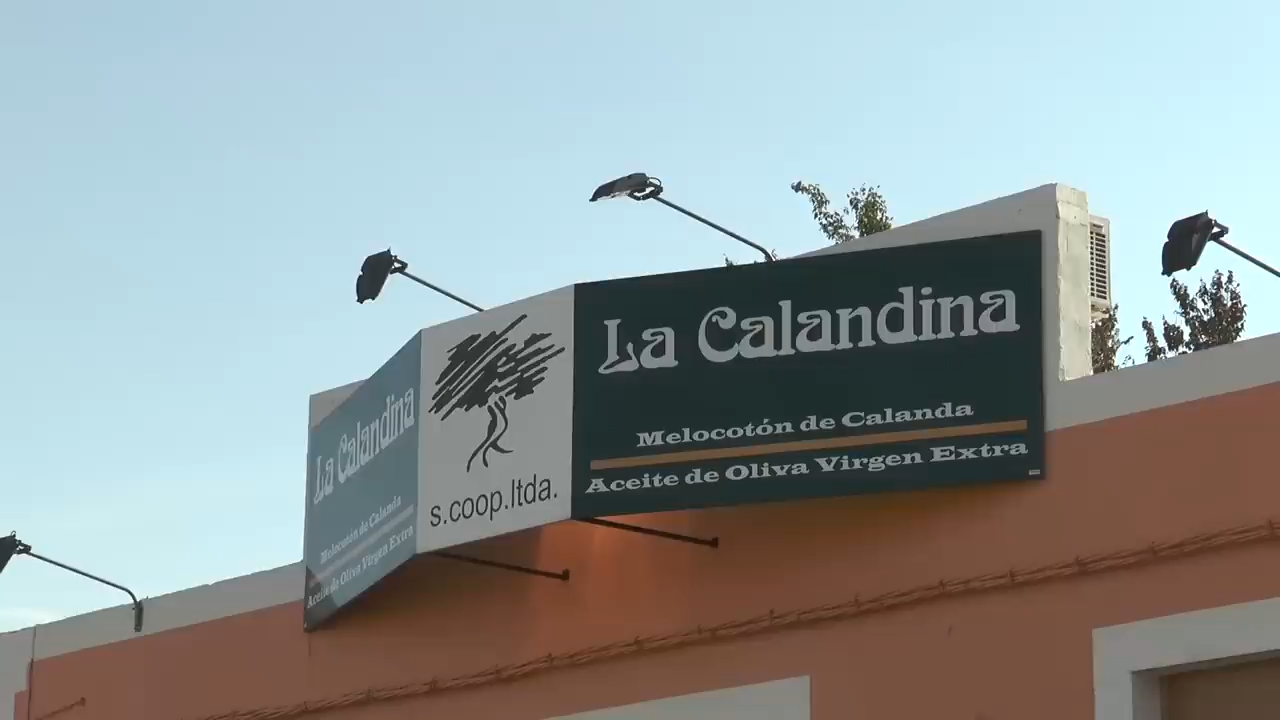 La Calandina
Melocotón de Calanda
Aceite de Oliva Virgen Extra
s.coop.ltda.
La Calandina
Melocotón de Calanda
Aceite de Oliva Virgen Extra